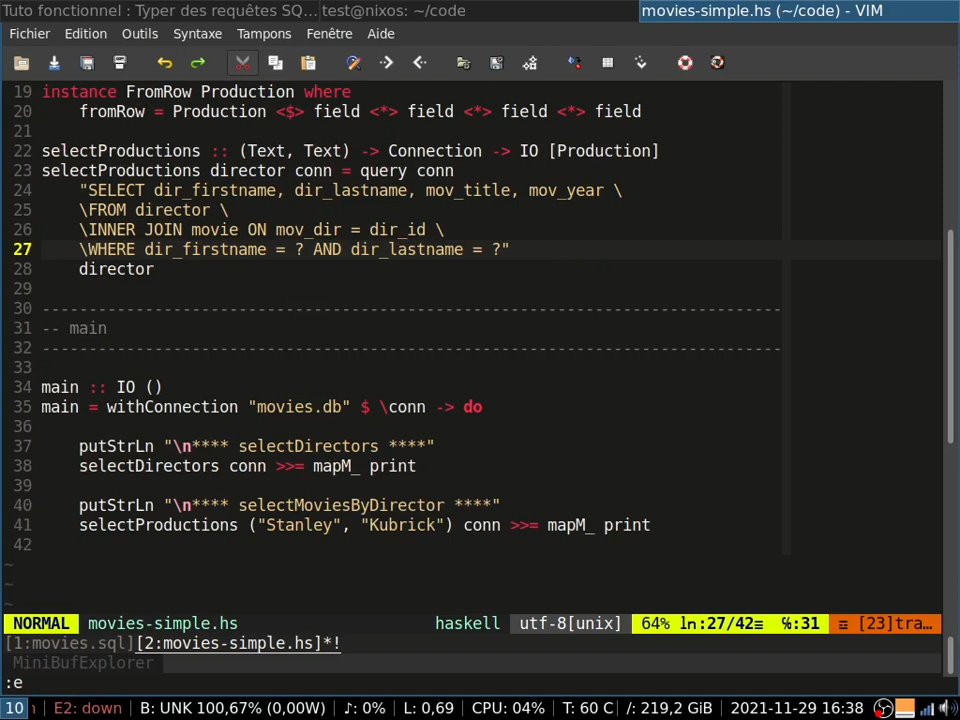 Tuto fonctionnel : Typer des requêtes SQ... test@nixos: ~/code movies-simple.hs (~/code) - VIM
Fichier Edition Outils Syntaxe Tampons Fenêtre Aide
19 instance FromRow Production where
20 fromRow = Production <$> field <*> field <*> field <*> field
21
22 selectProductions :: (Text, Text) -> Connection -> IO [Production]
23 selectProductions director conn = query conn
24 "SELECT dir_firstname, dir_lastname, mov_title, mov_year \
25 \FROM director \
26 \INNER JOIN movie ON mov_dir = dir_id \
27 \WHERE dir_firstname = ? AND dir_lastname = ?"
28 director
29
30 -------------------------------------------------------------------------------
31 -- main
32 -------------------------------------------------------------------------------
33
34 main :: IO ()
35 main = withConnection "movies.db" $ \conn -> do
36
37 putStrLn "\n**** selectDirectors ****"
38 selectDirectors conn >>= mapM_ print
39
40 putStrLn "\n**** selectMoviesByDirector ****"
41 selectProductions ("Stanley", "Kubrick") conn >>= mapM_ print
42
~
~
~
NORMAL movies-simple.hs haskell utf-8[unix] 64% ln:27/42≡ ℅:31 ☲ [23]tra...
[1:movies.sql][2:movies-simple.hs]*!
MiniBufExplorer
:e
10 E2: down B: UNK 100,67% (0,00W) ♪: 0% L: 0,69 CPU: 04% T: 60 C /: 219,2 GiB 2021-11-29 16:38